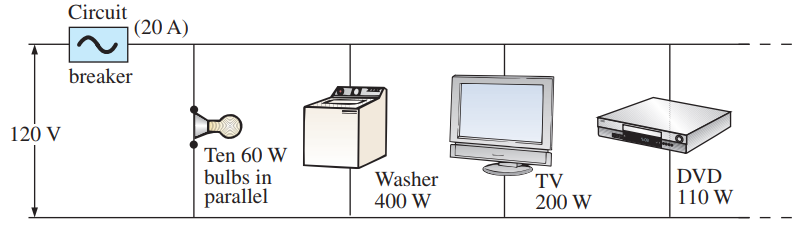 Circuit
(20 A)
breaker
120 V
Ten 60 W
bulbs in
parallel
Washer
400 W
TV
200 W
DVD
110 W